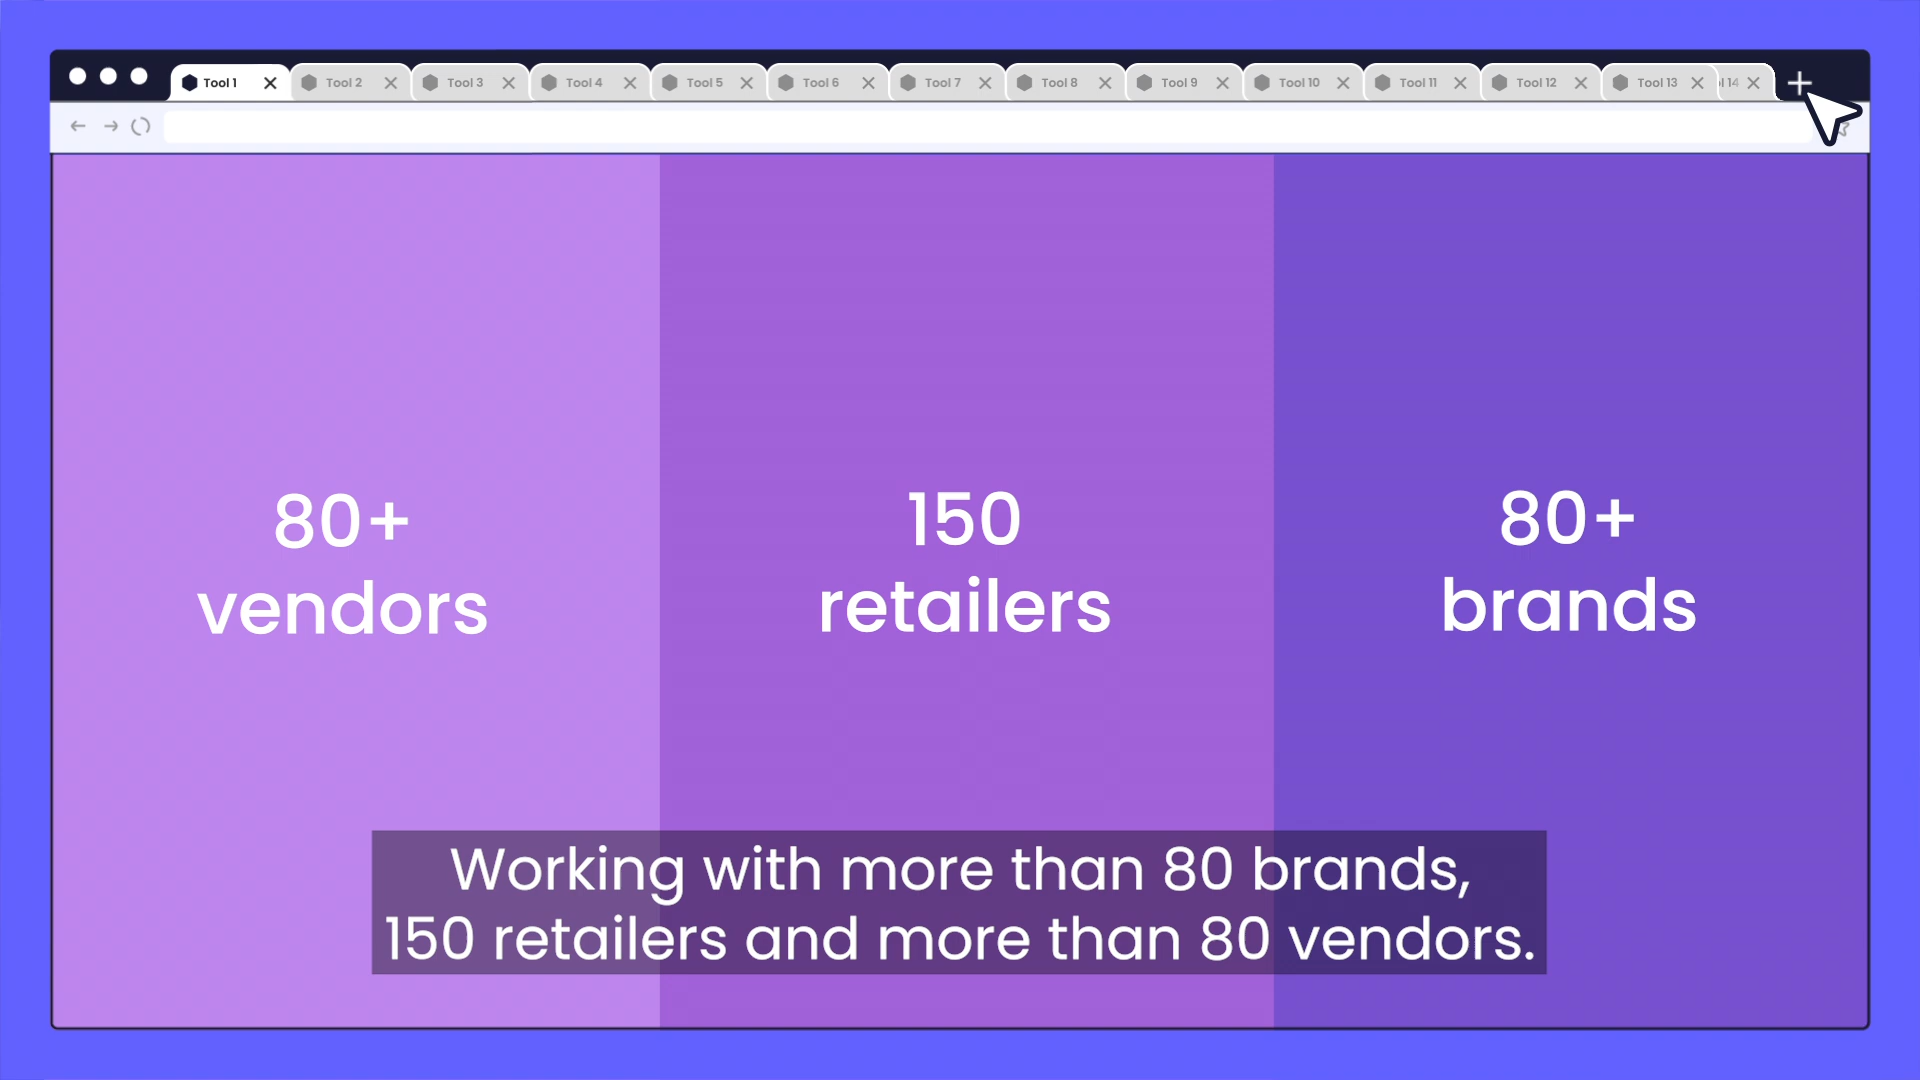 Tool 1
Tool 2
Tool 3
Tool 4
Tool 5
Tool 6
Tool 7
Tool 8
Tool 9
Tool 10
Tool 11
Tool 12
Tool 13
l 14
80+
vendors
150
retailers
80+
brands
Working with more than 80 brands,
150 retailers and more than 80 vendors.